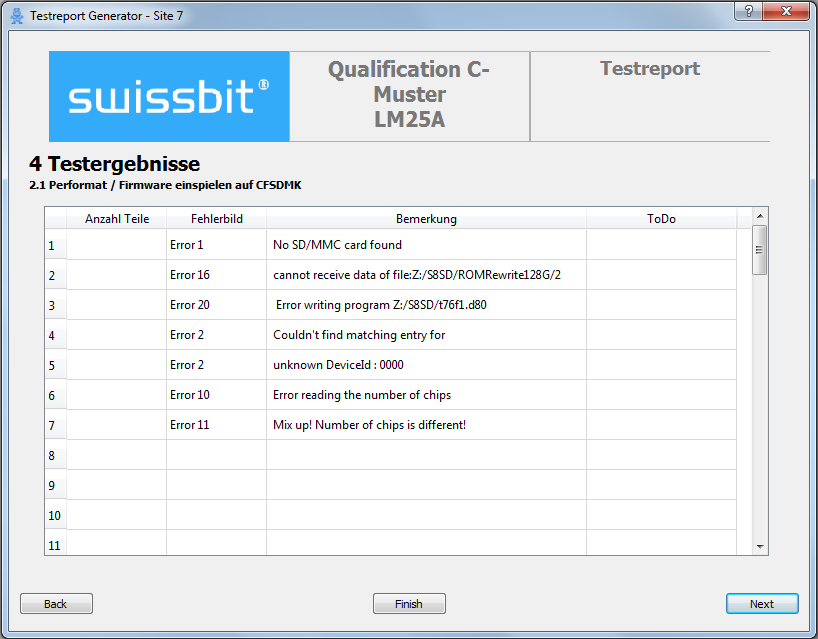 Testreport Generator - Site 7
?
swissbit®
Qualification C-
Muster
LM25A
Testreport
4 Testergebnisse
2.1 Performat / Firmware einspielen auf CFSDMK
Anzahl Teile Fehlerbild Bemerkung ToDo
1 Error 1 No SD/MMC card found
2 Error 16 cannot receive data of file:Z:/S8SD/ROMRewrite128G/2
3 Error 20 Error writing program Z:/S8SD/t76f1.d80
4 Error 2 Couldn't find matching entry for
5 Error 2 unknown DeviceId : 0000
6 Error 10 Error reading the number of chips
7 Error 11 Mix up! Number of chips is different!
8
9
10
11
Back Finish Next